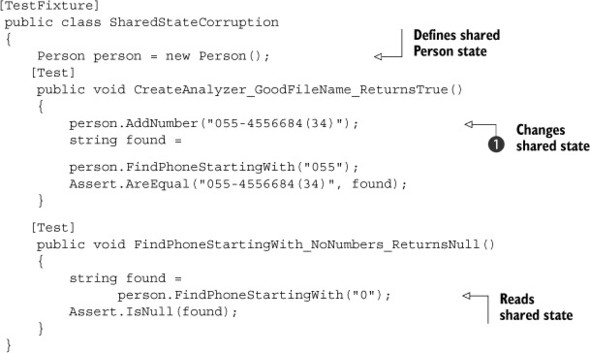 [TestFixture]
public class SharedStateCorruption
{
Person person = new Person();
Defines shared
Person state
[Test]
public void CreateAnalyzer_GoodFileName_ReturnsTrue()
{
person.AddNumber("055-4556684(34)");
string found =
1 Changes
shared state
person.FindPhoneStartingWith("055");
Assert.AreEqual("055-4556684(34)", found);
}
[Test]
public void FindPhoneStartingWith_NoNumbers_ReturnsNull()
{
string found =
person.FindPhoneStartingWith("0");
Assert.IsNull(found);
Reads
shared state
}
}